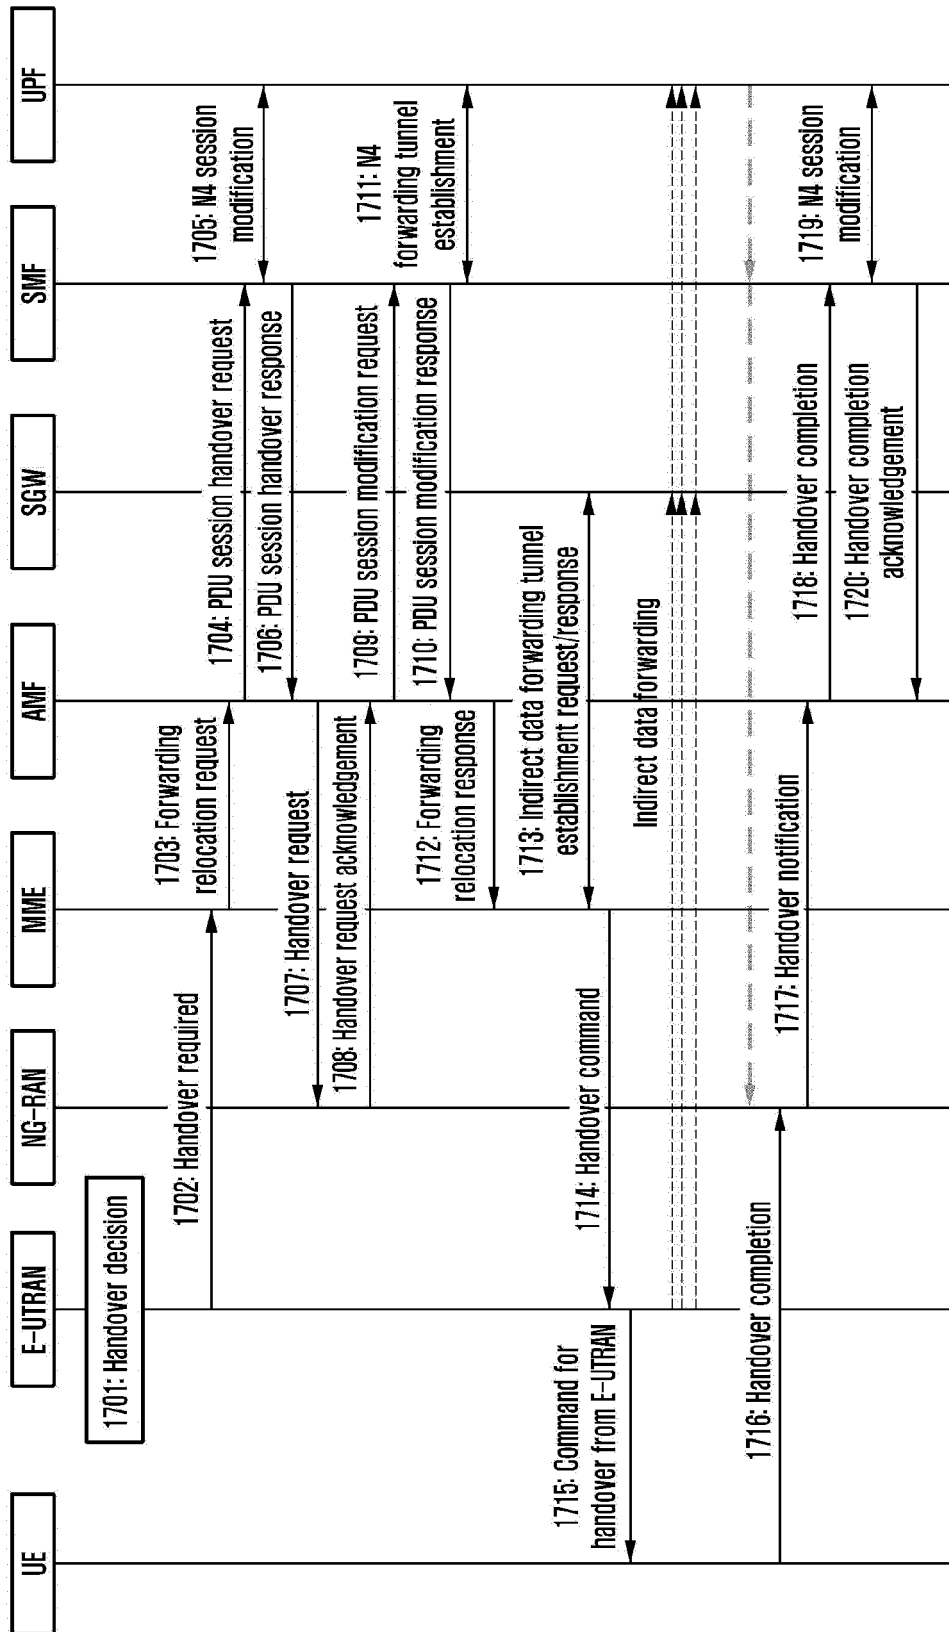 UE
E-UTRAN
NG-RAN
MME
AMF
SGW
SMF
UPF
1701: Handover decision
1702: Handover required
1703: Forwarding
relocation request
1704: PDU session handover request
1705: N4 session
modification
1706: PDU session handover response
1707: Handover request
1708: Handover request acknowledgement
1709: PDU session modification request
1710: PDU session modification response
1711: N4
forwarding tunnel
establishment
1712: Forwarding
relocation response
1713: Indirect data forwarding tunnel
establishment request/response
1714: Handover command
1715: Command for
handover from E-UTRAN
Indirect data forwarding
1716: Handover completion
1717: Handover notification
1718: Handover completion
1719: N4 session
modification
1720: Handover completion
acknowledgement